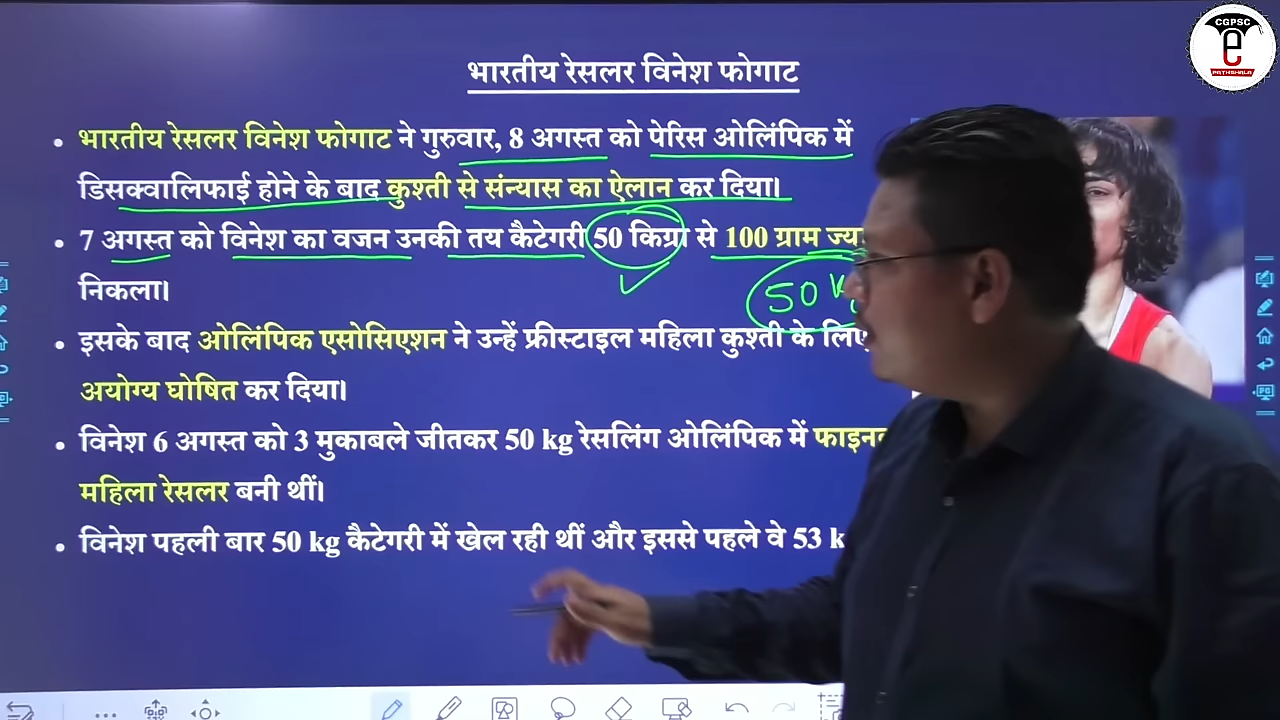 CGPSC
e
PATHSHALA
भारतीय रेसलर विनेश फोगाट
• भारतीय रेसलर विनेश फोगाट ने गुरुवार, 8 अगस्त को पेरिस ओलिंपिक में
डिसक्वालिफाई होने के बाद कुश्ती से संन्यास का ऐलान कर दिया।
• 7 अगस्त को विनेश का वजन उनकी तय कैटेगरी 50 किग्रा से 100 ग्राम
निकला।
50
• इसके बाद ओलिंपिक एसोसिएशन ने उन्हें फ्रीस्टाइल महिला कुश्ती के लिए
अयोग्य घोषित कर दिया।
• विनेश 6 अगस्त को 3 मुकाबले जीतकर 50 kg रेसलिंग ओलिंपिक में
महिला रेसलर बनी थीं।
• विनेश पहली बार 50 kg कैटेगरी में खेल रही थीं और इससे पहले वे 53